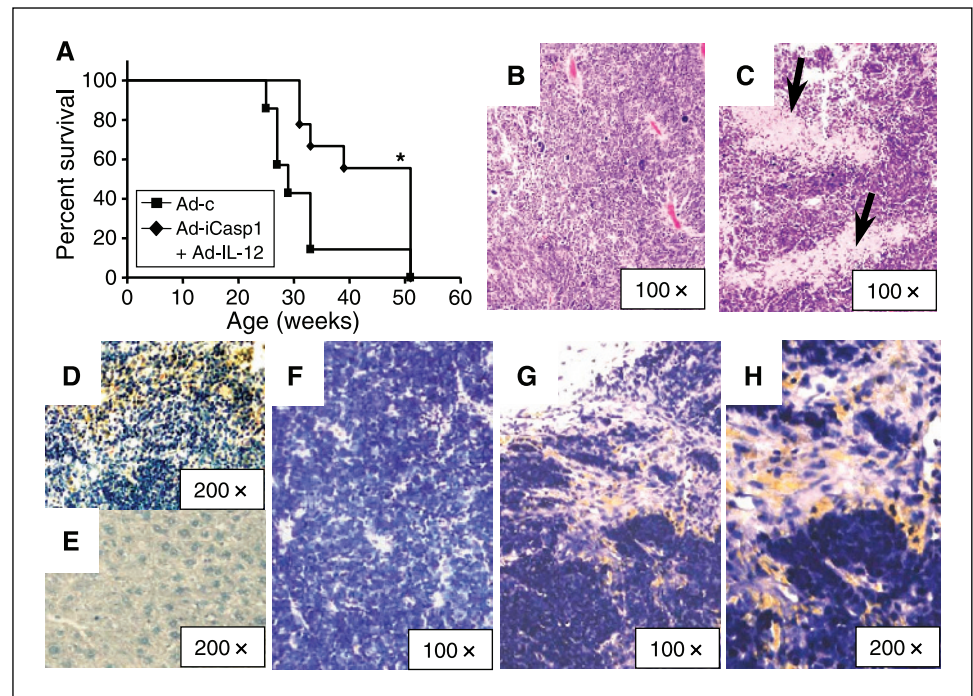 A
Percent survival
100
80
60
40
20
0
Ad-c
Ad-iCasp1
+ Ad-IL-12
*
0 10 20 30 40 50 60
Age (weeks)
B
100 ×
C
100 ×
D
200 ×
E
200 ×
F
100 ×
G
100 ×
H
200 ×